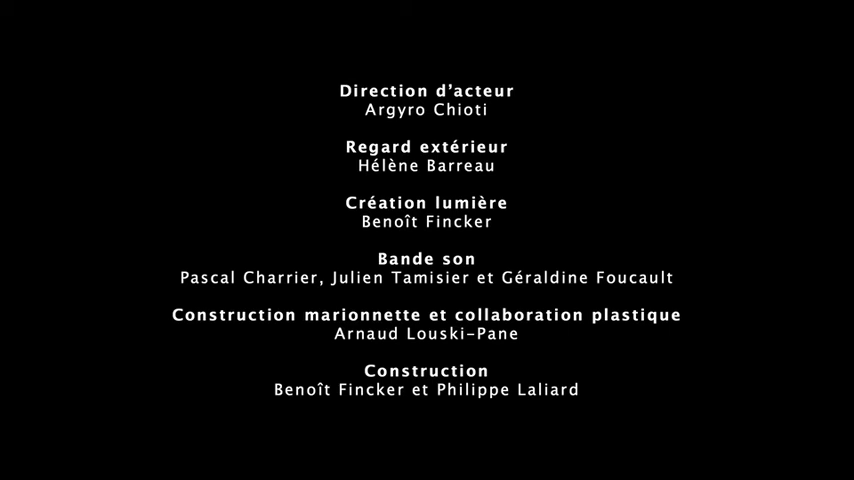 Direction d'acteur
Argyro Chioti
Regard extérieur
Hélène Barreau
Création lumière
Benoît Fincker
Bande son
Pascal Charrier, Julien Tamisier et Géraldine Foucault
Construction marionnette et collaboration plastique
Arnaud Louski-Pane
Construction
Benoît Fincker et Philippe Laliard